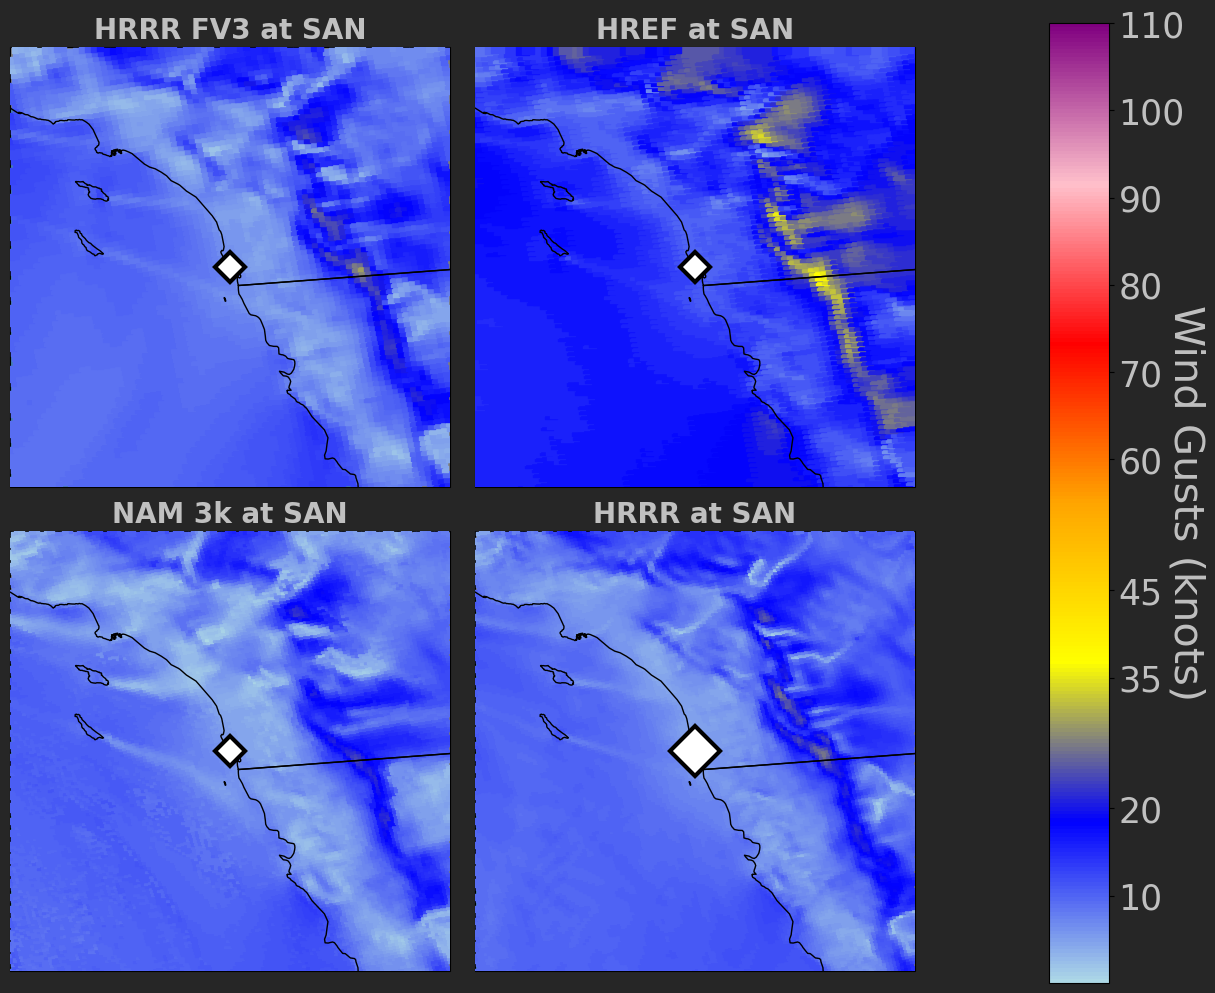 HRRR FV3 at SAN
HREF at SAN
NAM 3k at SAN
HRRR at SAN
110
100
90
80
70
60
45
35
20
10
Wind Gusts (knots)